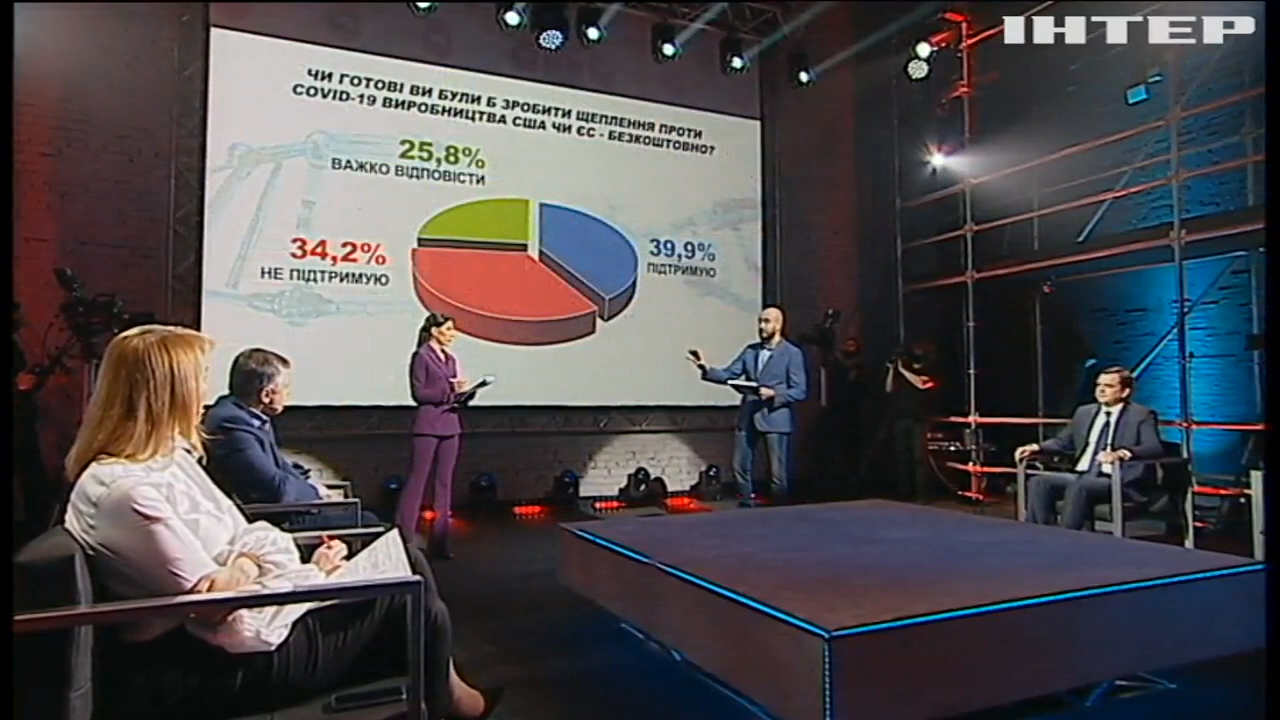 ІНТЕР
ЧИ ГОТОВІ ВИ БУЛИ Б ЗРОБИТИ ЩЕПЛЕННЯ ПРОТИ
COVID-19 ВИРОБНИЦТВА США ЧИ ЄС - БЕЗКОШТОВНО?
25,8%
ВАЖКО ВІДПОВІСТИ
34,2%
НЕ ПІДТРИМУЮ
39,9%
ПІДТРИМУЮ